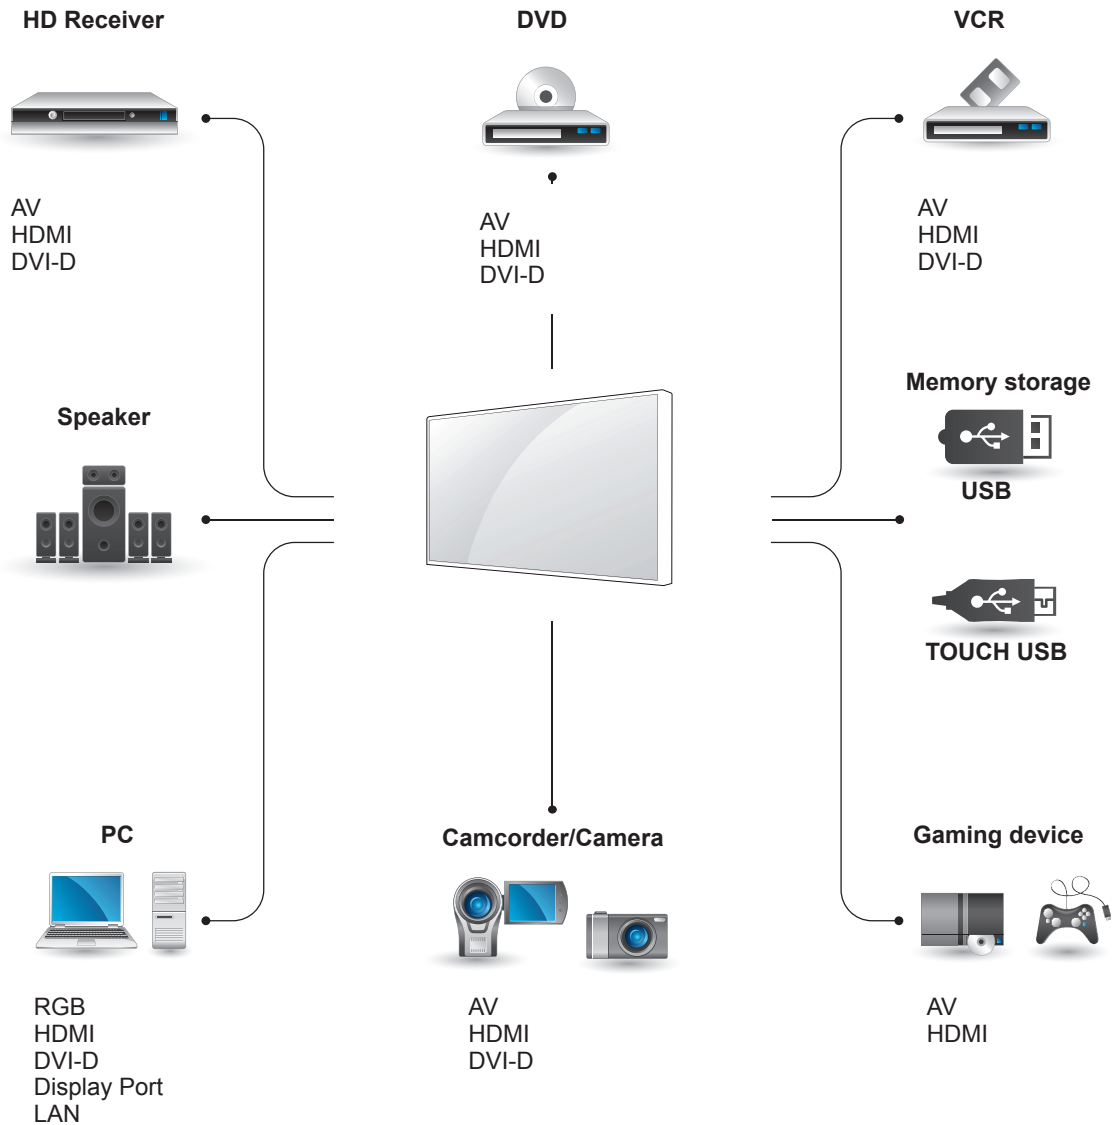 HD Receiver
AV
HDMI
DVI-D
DVD
AV
HDMI
DVI-D
VCR
AV
HDMI
DVI-D
Speaker
Memory storage
USB
TOUCH USB
PC
RGB
HDMI
DVI-D
Display Port
LAN
Camcorder/Camera
AV
HDMI
DVI-D
Gaming device
AV
HDMI